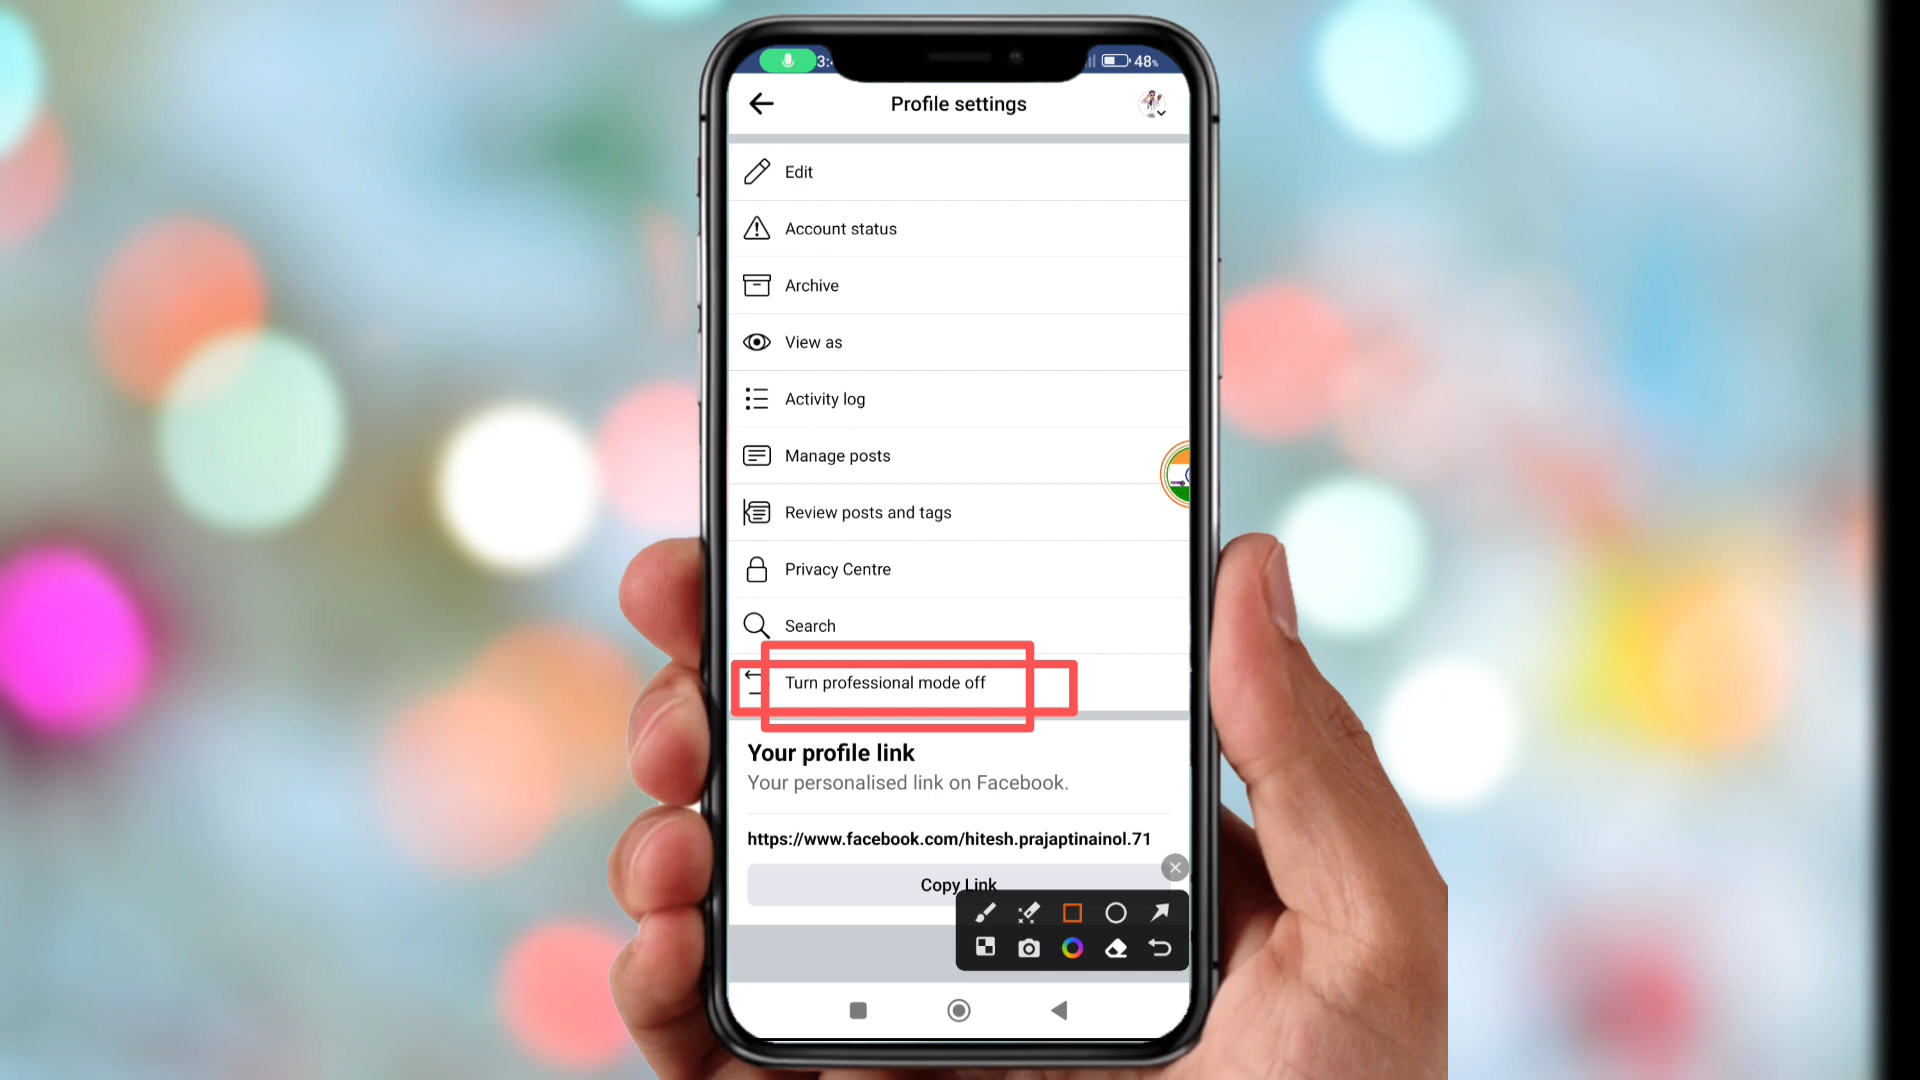 48%
Profile settings
Edit
Account status
Archive
View as
Activity log
Manage posts
Review posts and tags
Privacy Centre
Search
Turn professional mode off
Your profile link
Your personalised link on Facebook.
https://www.facebook.com/hitesh.prajaptinainol.71
Copy Link